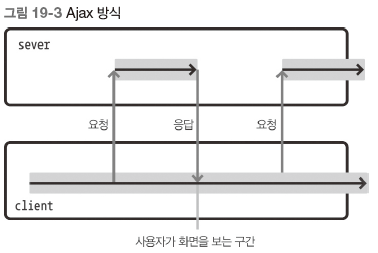 그림 19-3 Ajax 방식
sever
요청
응답
요청
client
사용자가 화면을 보는 구간